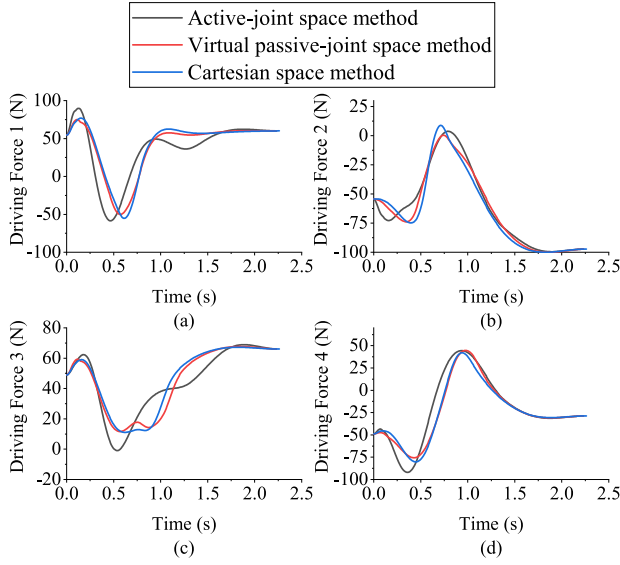 Active-joint space method
Virtual passive-joint space method
Cartesian space method
Driving Force 1 (N)
100
50
0
-50
-100
0.0 0.5 1.0 1.5 2.0 2.5
Time (s)
(a)
Driving Force 2 (N)
25
0
-25
-50
-75
-100
0.0 0.5 1.0 1.5 2.0 2.5
Time (s)
(b)
Driving Force 3 (N)
80
60
40
20
0
20
0.0 0.5 1.0 1.5 2.0 2.5
Time (s)
(c)
Driving Force 4 (N)
50
25
0
-25
-50
-75
-100
0.0 0.5 1.0 1.5 2.0 2.5
Time (s)
(d)